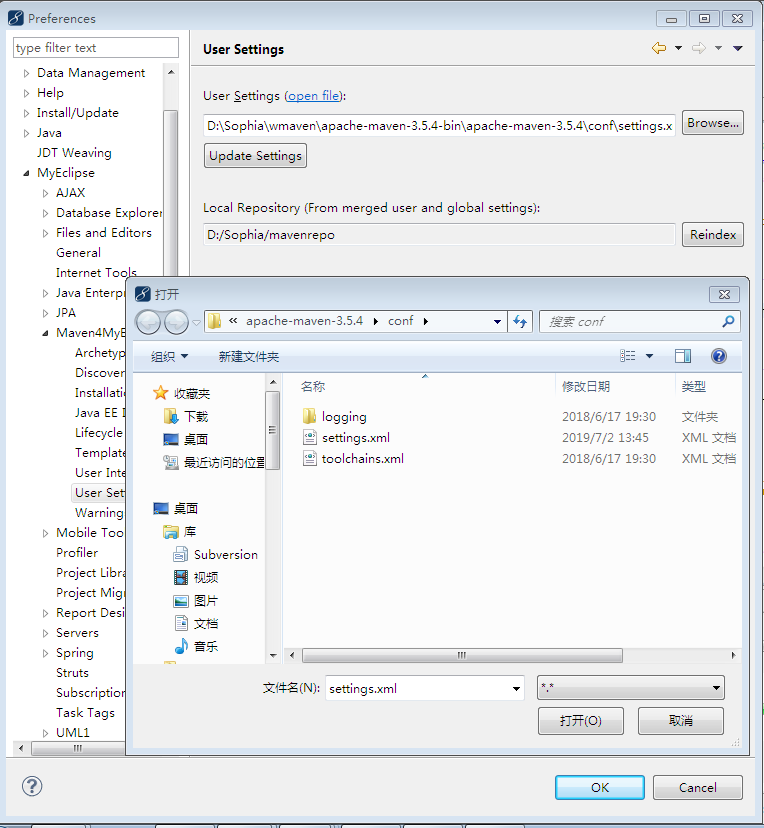 Preferences
type filter text
Data Management
Help
Install/Update
Java
JDT Weaving
MyEclipse
AJAX
Database Explorer
Files and Editors
General
Internet Tools
Java Enterp
JPA
Maven4MyE
Archetyp
Discover
Installatio
Java EE I
Lifecycle
Template
User Inte
User Set
Warning
Mobile Too
Profiler
Project Libra
Project Migr
Report Desi
Servers
Spring
Struts
Subscription
Task Tags
UML1
User Settings
User Settings (open file):
D:\Sophia\wmaven\apache-maven-3.5.4-bin\apache-maven-3.5.4\conf\settings.x
Browse...
Update Settings
Local Repository (From merged user and global settings):
D:/Sophia/mavenrepo
Reindex
打开
« apache-maven-3.5.4 conf
搜索 conf
组织 新建文件夹
收藏夹
下载
桌面
最近访问的位置
桌面
库
Subversion
视频
图片
文档
音乐
名称 修改日期 类型
logging 2018/6/17 19:30 文件夹
settings.xml 2019/7/2 13:45 XML 文档
toolchains.xml 2018/6/17 19:30 XML 文档
文件名(N): settings.xml *.*
打开(O) 取消
OK Cancel